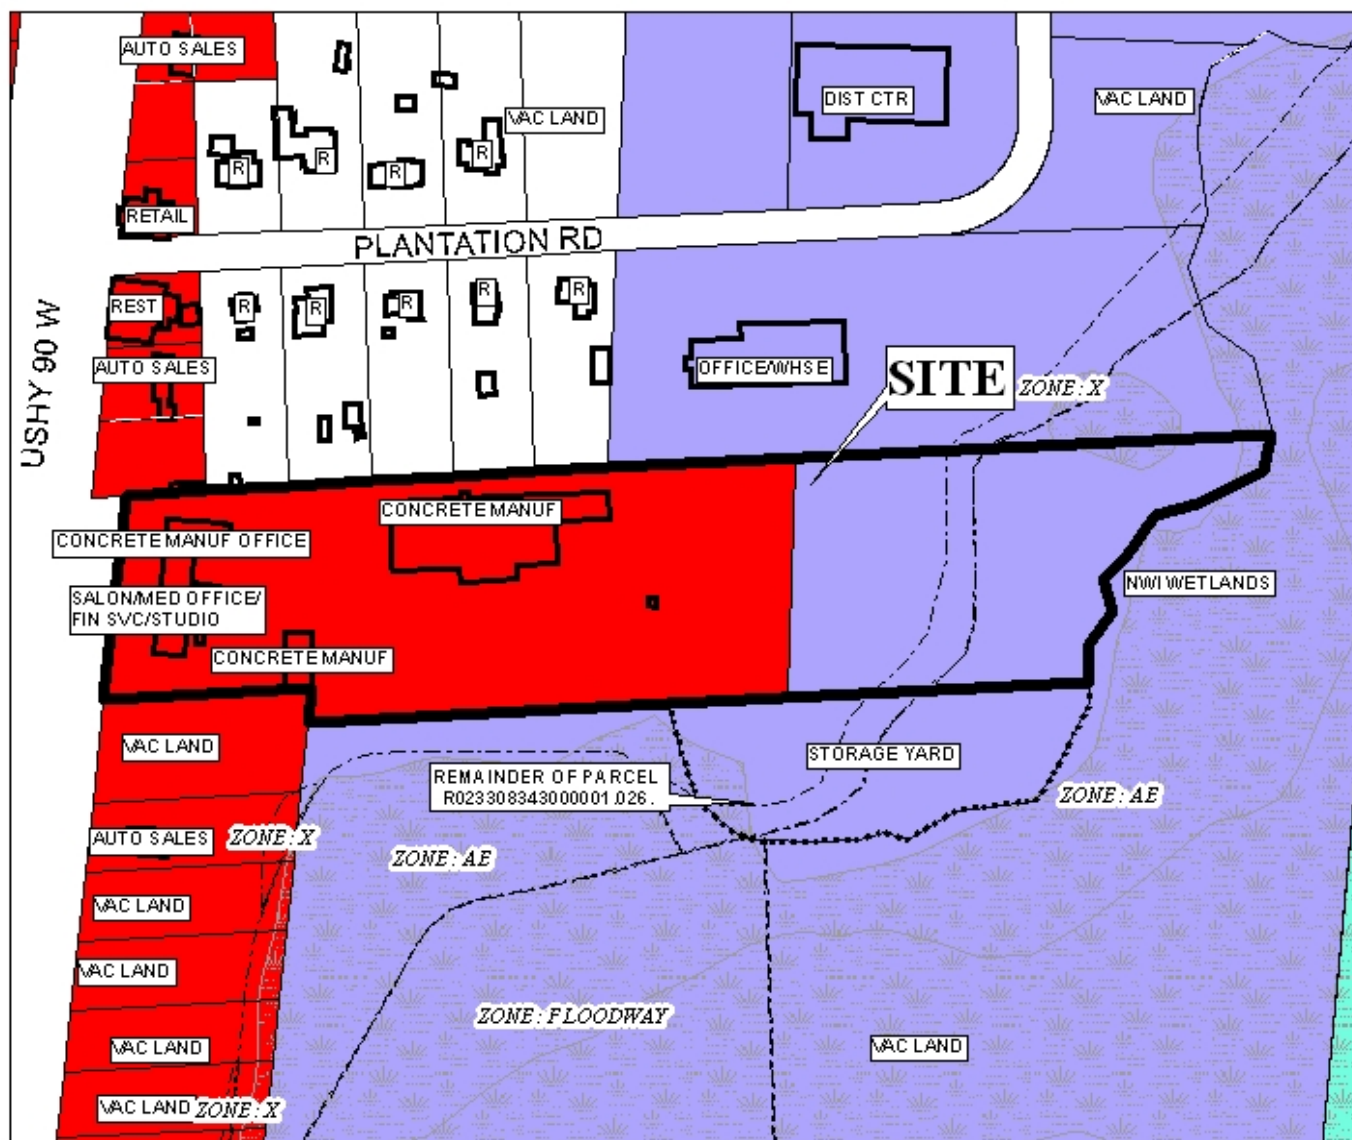 AUTO SALES
VAC LAND
DIST CTR
VAC LAND
R
R
R
R
RETAIL
PLANTATION RD
REST
R
R
R
R
R
AUTO SALES
OFFICE/WHSE
SITE
ZONE: X
USHY 90 W
CONCRETE MANUF
CONCRETE MANUF OFFICE
SALON/MED OFFICE/
FIN SVC/STUDIO
NWI WETLANDS
CONCRETE MANUF
VAC LAND
STORAGE YARD
REMAINDER OF PARCEL
R023308343000001.026.
ZONE: AE
AUTO SALES
ZONE: X
ZONE: AE
VAC LAND
VAC LAND
ZONE: FLOODWAY
VAC LAND
VAC LAND
VAC LAND
ZONE: X